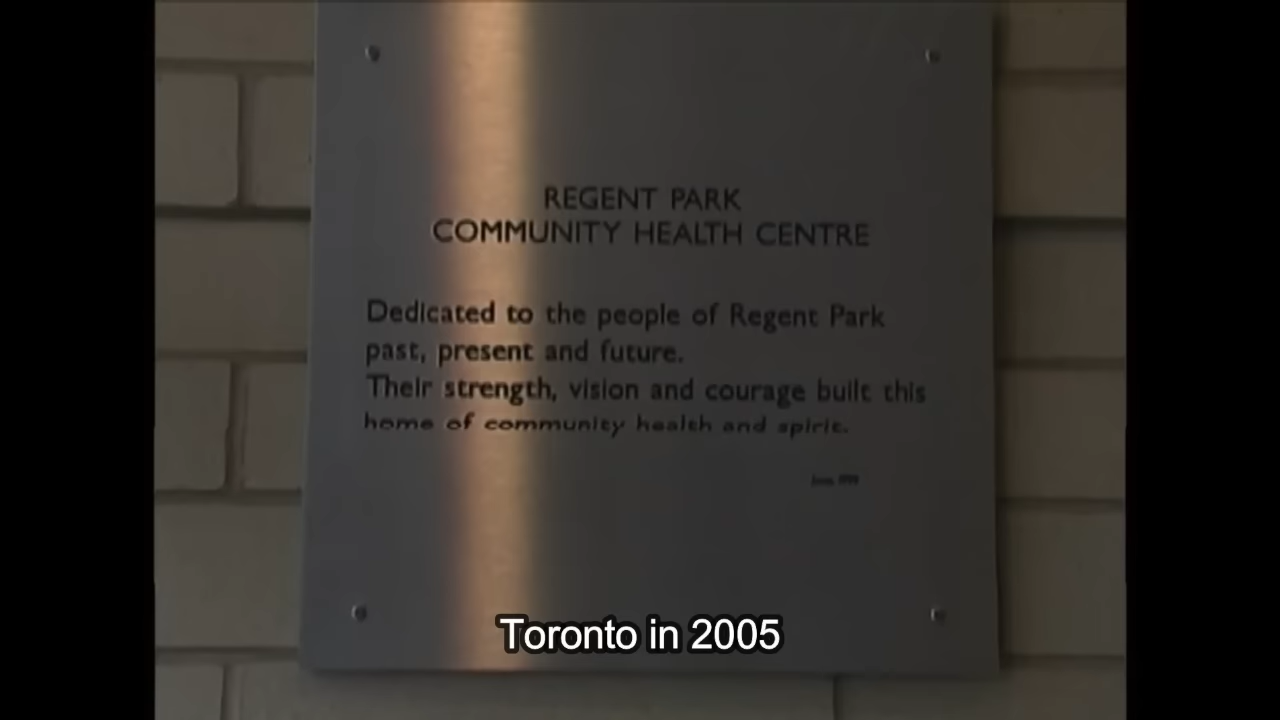 REGENT PARK
COMMUNITY HEALTH CENTRE
Dedicated to the people of Regent Park
past, present and future.
Their strength, vision and courage built this
home of community health and spirit.
Toronto in 2005